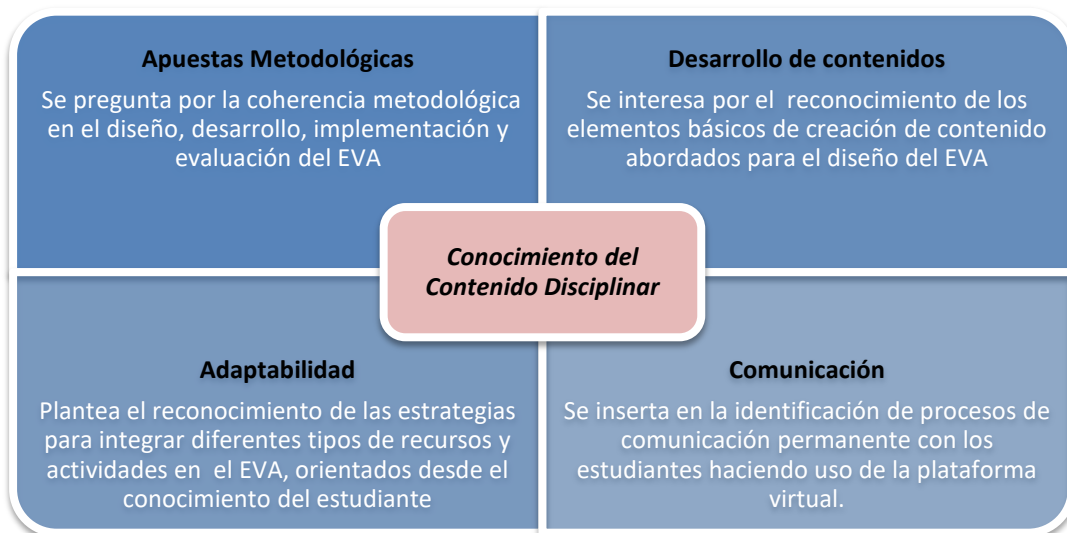 Apuestas Metodológicas
Se pregunta por la coherencia metodológica
en el diseño, desarrollo, implementación y
evaluación del EVA
Desarrollo de contenidos
Se interesa por el reconocimiento de los
elementos básicos de creación de contenido
abordados para el diseño del EVA
Conocimiento del
Contenido Disciplinar
Adaptabilidad
Plantea el reconocimiento de las estrategias
para integrar diferentes tipos de recursos y
actividades en el EVA, orientados desde el
conocimiento del estudiante
Comunicación
Se inserta en la identificación de procesos de
comunicación permanente con los
estudiantes haciendo uso de la plataforma
virtual.